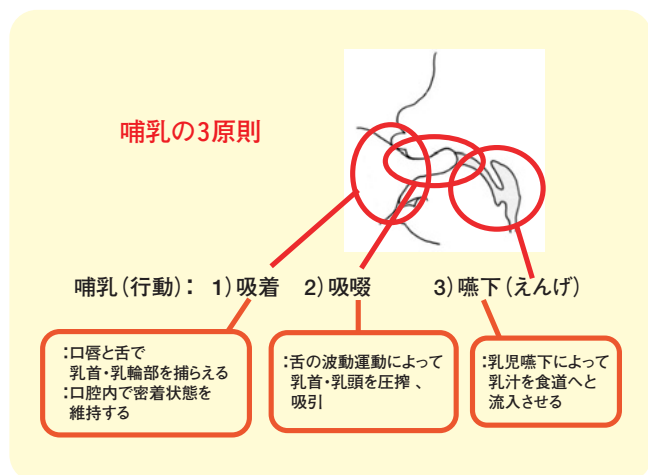 哺乳の3原則
哺乳(行動): 1)吸着 2)吸啜 3)嚥下(えんげ)
:口唇と舌で
乳首・乳輪部を捕らえる
:口腔内で密着状態を
維持する
:舌の波動運動によって
乳首・乳頭を圧搾、
吸引
:乳児嚥下によって
乳汁を食道へと
流入させる